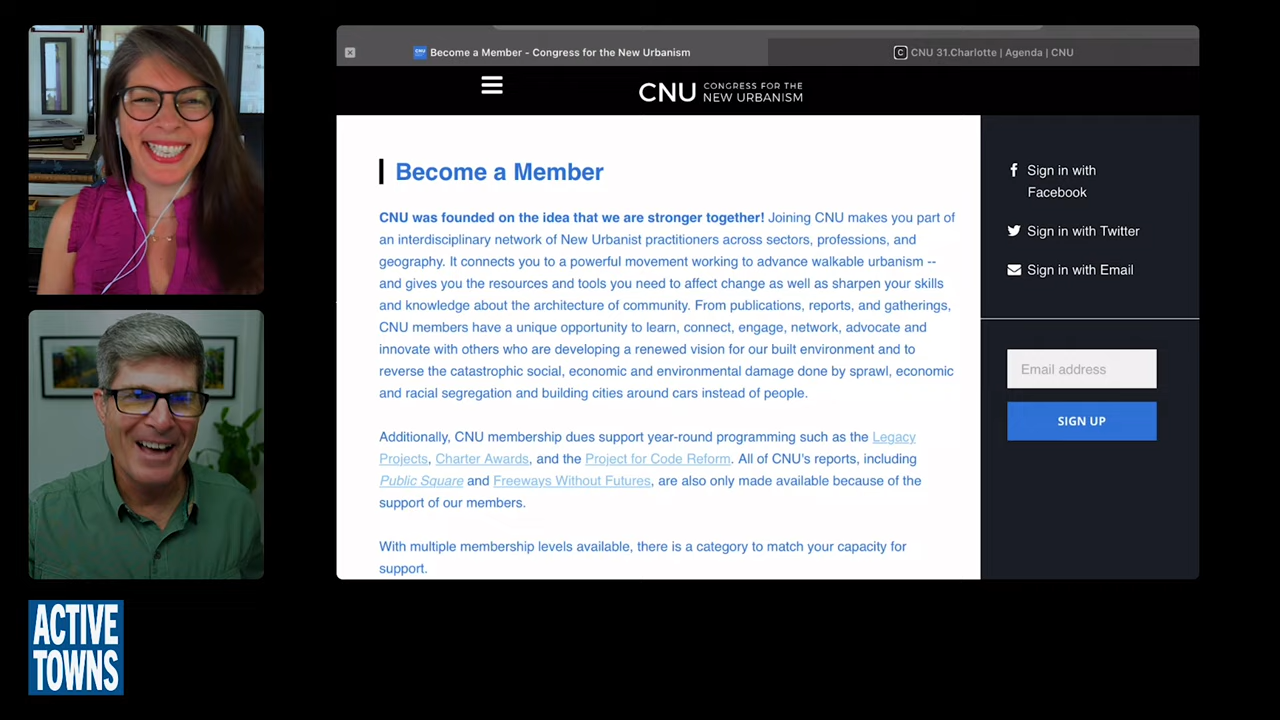 Become a Member - Congress for the New Urbanism
CNU 31.Charlotte | Agenda | CNU
CNU CONGRESS FOR THE
NEW URBANISM
Become a Member
CNU was founded on the idea that we are stronger together! Joining CNU makes you part of
an interdisciplinary network of New Urbanist practitioners across sectors, professions, and
geography. It connects you to a powerful movement working to advance walkable urbanism --
and gives you the resources and tools you need to affect change as well as sharpen your skills
and knowledge about the architecture of community. From publications, reports, and gatherings,
CNU members have a unique opportunity to learn, connect, engage, network, advocate and
innovate with others who are developing a renewed vision for our built environment and to
reverse the catastrophic social, economic and environmental damage done by sprawl, economic
and racial segregation and building cities around cars instead of people.
Additionally, CNU membership dues support year-round programming such as the Legacy
Projects, Charter Awards, and the Project for Code Reform. All of CNU's reports, including
Public Square and Freeways Without Futures, are also only made available because of the
support of our members.
With multiple membership levels available, there is a category to match your capacity for
support.
Sign in with
Facebook
Sign in with Twitter
Sign in with Email
Email address
SIGN UP
ACTIVE
TOWNS